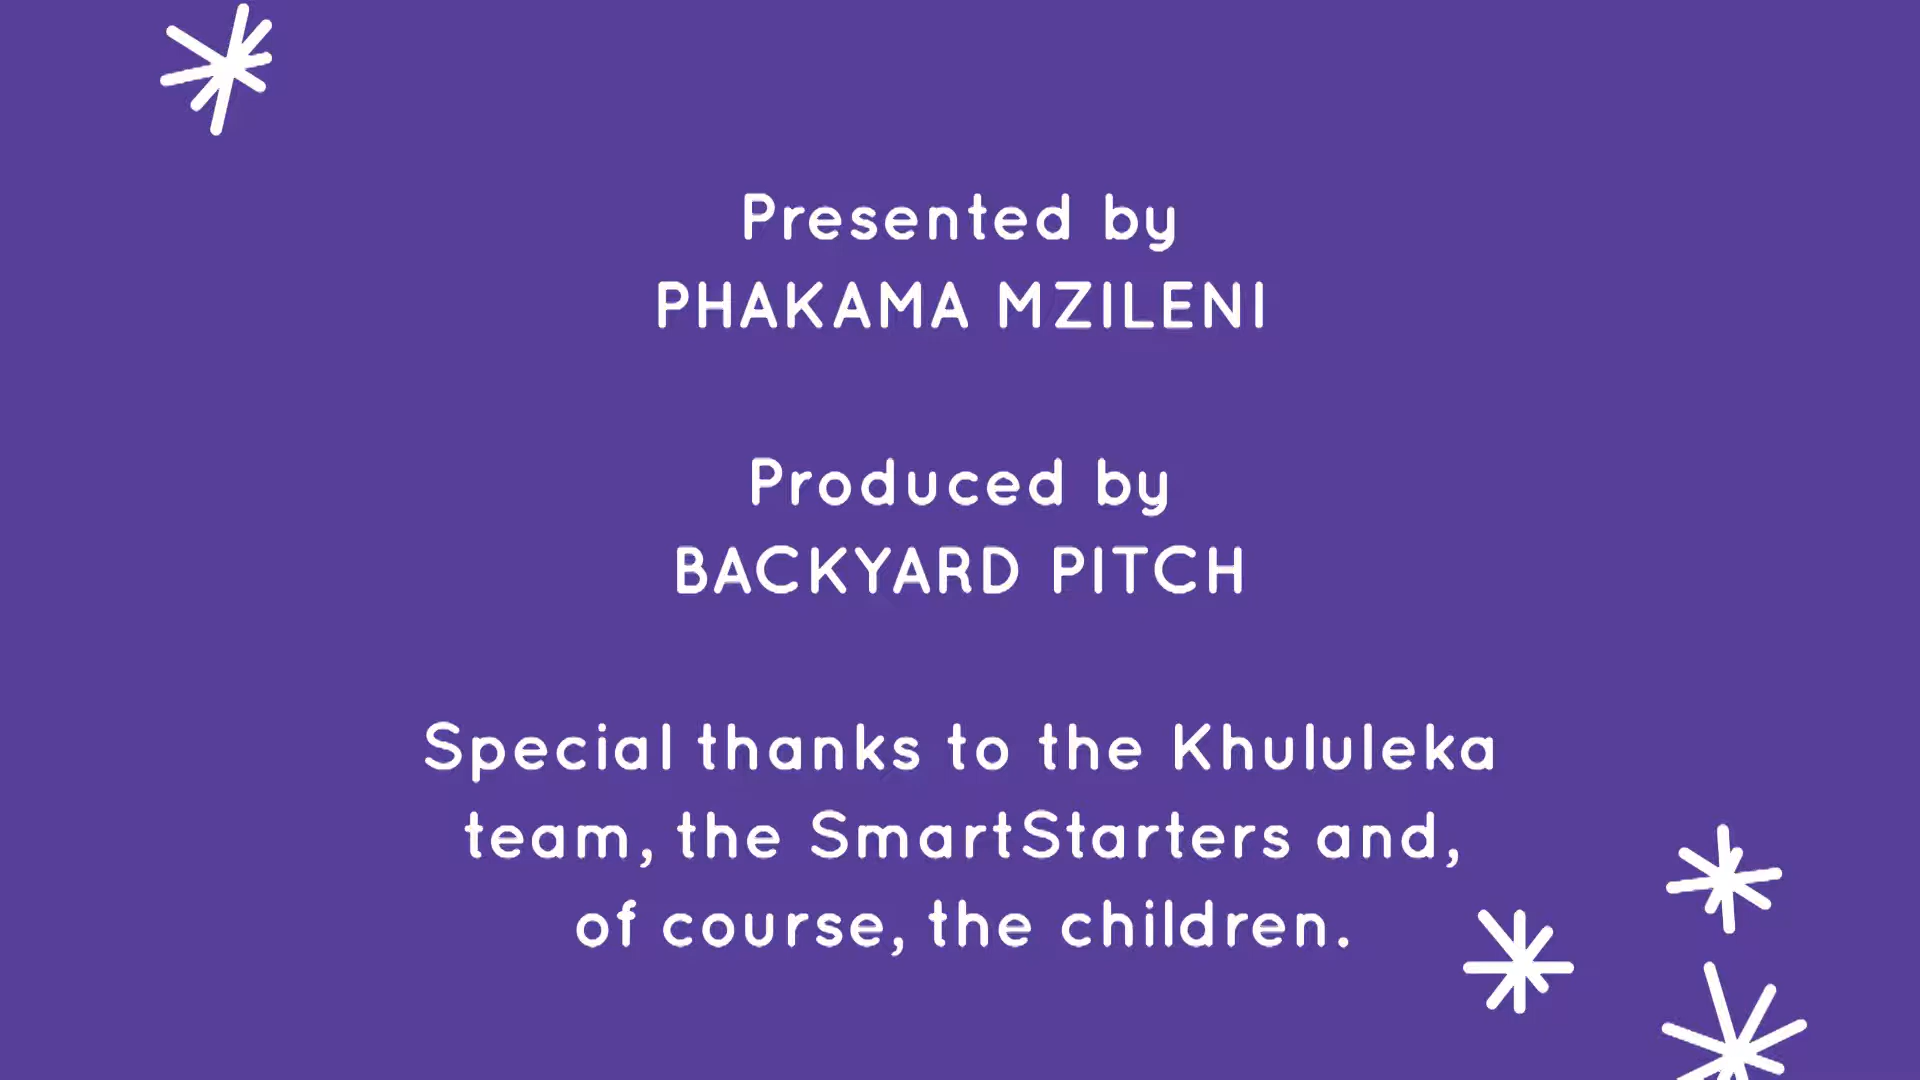 Presented by
PHAKAMA MZILENI
Produced by
BACKYARD PITCH
Special thanks to the Khululeka
team, the SmartStarters and,
of course, the children.